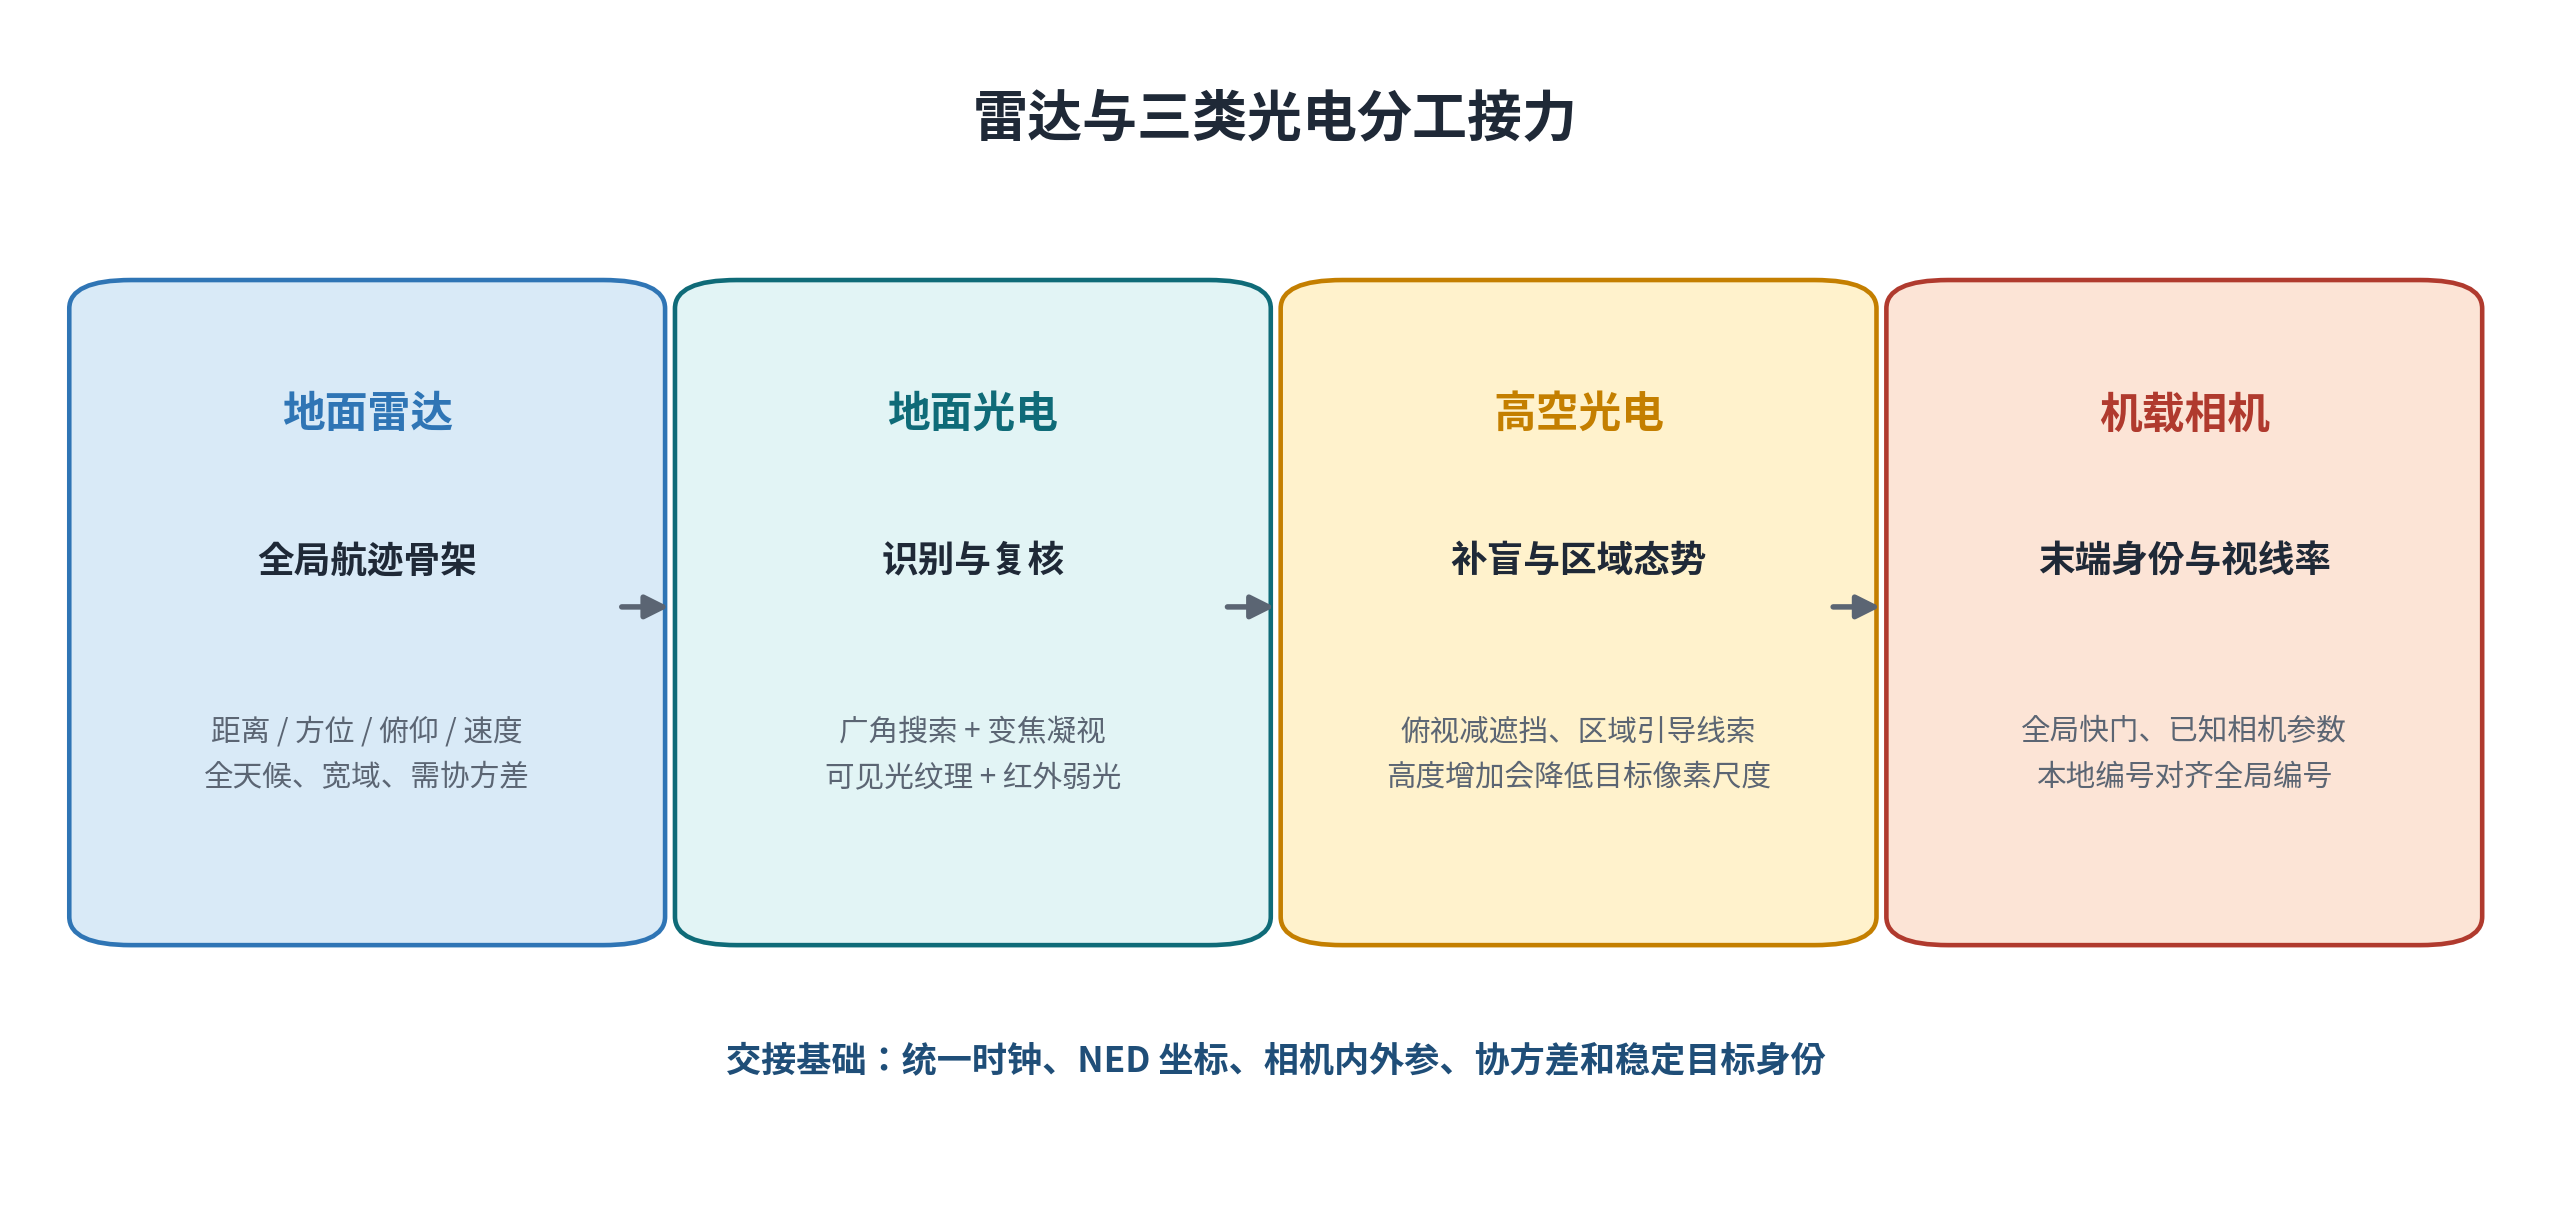 雷达与三类光电分工接力
地面雷达
全局航迹骨架
距离 / 方位 / 俯仰 / 速度
全天候、宽域、需协方差
地面光电
识别与复核
广角搜索 + 变焦凝视
可见光纹理 + 红外弱光
高空光电
补盲与区域态势
俯视减遮挡、区域引导线索
高度增加会降低目标像素尺度
机载相机
末端身份与视线率
全局快门、已知相机参数
本地编号对齐全局编号
交接基础：统一时钟、NED 坐标、相机内外参、协方差和稳定目标身份